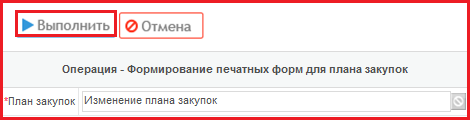 Выполнить Отмена
Операция - Формирование печатных форм для плана закупок
*План закупок Изменение плана закупок